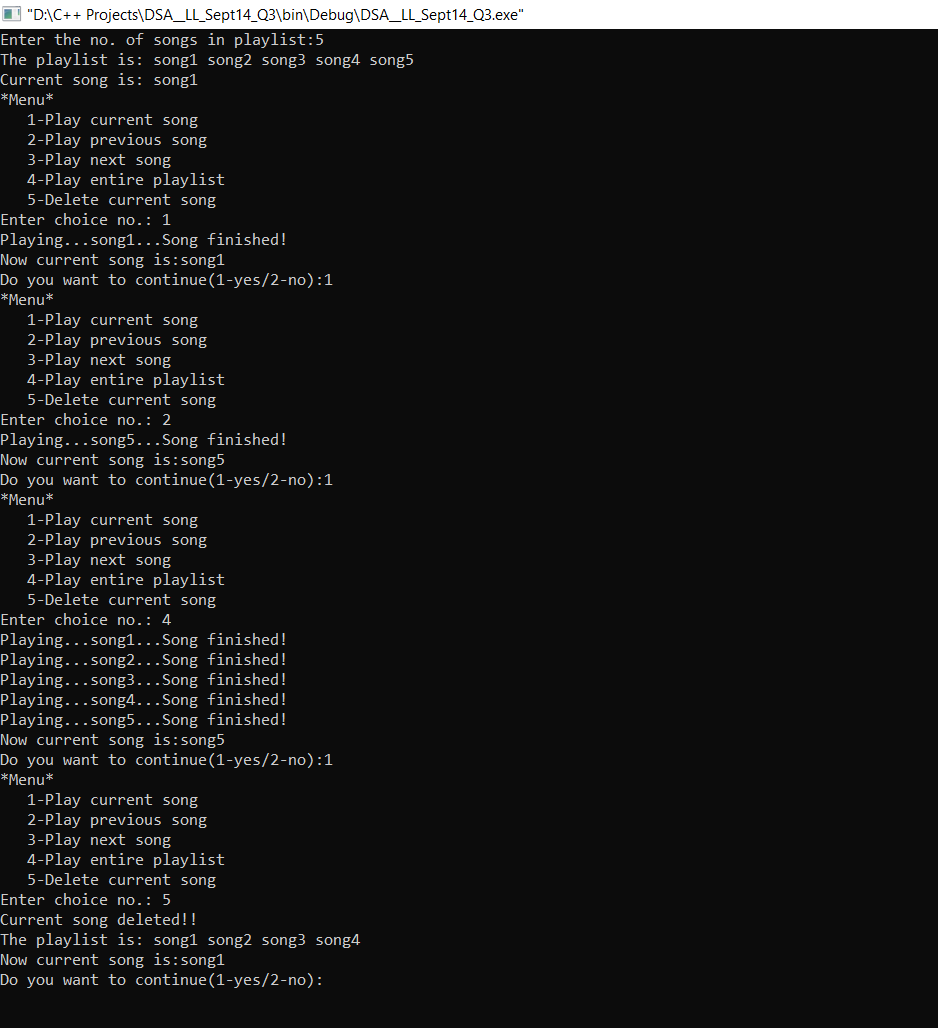 "D:\C++ Projects\DSA__LL_Sept14_Q3\bin\Debug\DSA__LL_Sept14_Q3.exe"
Enter the no. of songs in playlist:5
The playlist is: song1 song2 song3 song4 song5
Current song is: song1
*Menu*
   1-Play current song
   2-Play previous song
   3-Play next song
   4-Play entire playlist
   5-Delete current song
Enter choice no.: 1
Playing...song1...Song finished!
Now current song is:song1
Do you want to continue(1-yes/2-no):1
*Menu*
   1-Play current song
   2-Play previous song
   3-Play next song
   4-Play entire playlist
   5-Delete current song
Enter choice no.: 2
Playing...song5...Song finished!
Now current song is:song5
Do you want to continue(1-yes/2-no):1
*Menu*
   1-Play current song
   2-Play previous song
   3-Play next song
   4-Play entire playlist
   5-Delete current song
Enter choice no.: 4
Playing...song1...Song finished!
Playing...song2...Song finished!
Playing...song3...Song finished!
Playing...song4...Song finished!
Playing...song5...Song finished!
Now current song is:song5
Do you want to continue(1-yes/2-no):1
*Menu*
   1-Play current song
   2-Play previous song
   3-Play next song
   4-Play entire playlist
   5-Delete current song
Enter choice no.: 5
Current song deleted!!
The playlist is: song1 song2 song3 song4
Now current song is:song1
Do you want to continue(1-yes/2-no):